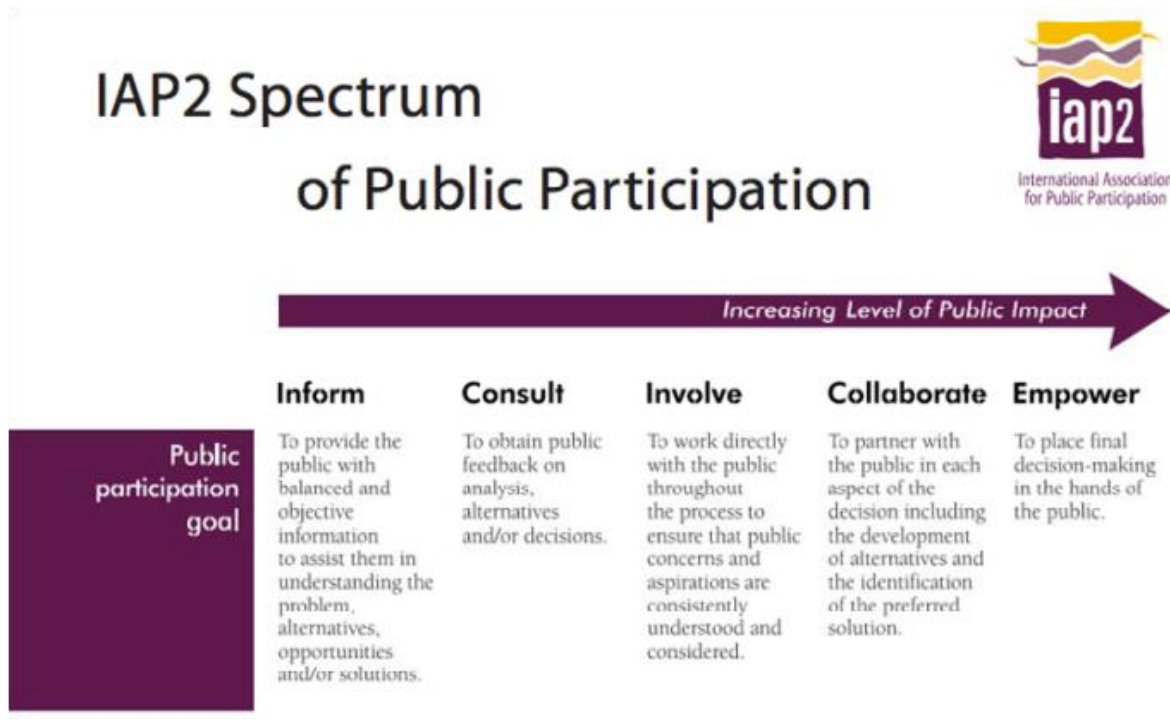 IAP2 Spectrum
of Public Participation
iap2
International Association
for Public Participation
Increasing Level of Public Impact
Inform
Consult
Involve
Collaborate
Empower
Public
participation
goal
To provide the
public with
balanced and
objective
information
to assist them in
understanding the
problem,
alternatives,
opportunities
and/or solutions.
To obtain public
feedback on
analysis,
alternatives
and/or decisions.
To work directly
with the public
throughout
the process to
ensure that public
concerns and
aspirations are
consistently
understood and
considered.
To partner with
the public in each
aspect of the
decision including
the development
of alternatives and
the identification
of the preferred
solution.
To place final
decision-making
in the hands of
the public.